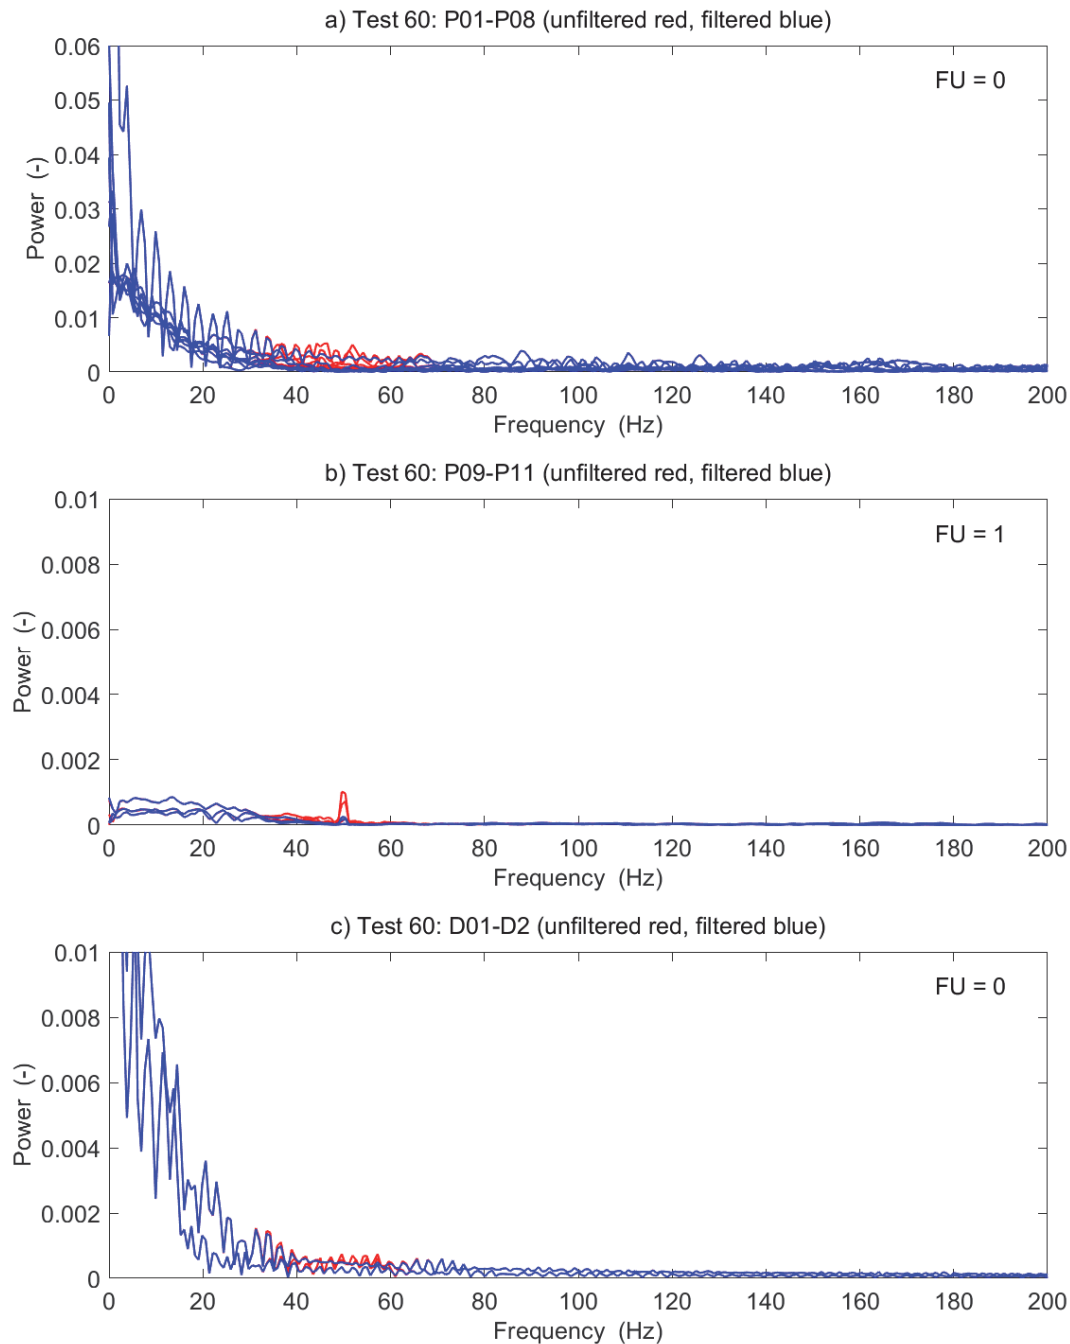 a) Test 60: P01-P08 (unfiltered red, filtered blue)
0.06
FU = 0
0.05
0.04
Power (-)
0.03
0.02
0.01
0
0 20 40 60 80 100 120 140 160 180 200
Frequency (Hz)
b) Test 60: P09-P11 (unfiltered red, filtered blue)
0.01
FU = 1
0.008
0.006
Power (-)
0.004
0.002
0
0 20 40 60 80 100 120 140 160 180 200
Frequency (Hz)
c) Test 60: D01-D2 (unfiltered red, filtered blue)
0.01
FU = 0
0.008
0.006
Power (-)
0.004
0.002
0
0 20 40 60 80 100 120 140 160 180 200
Frequency (Hz)